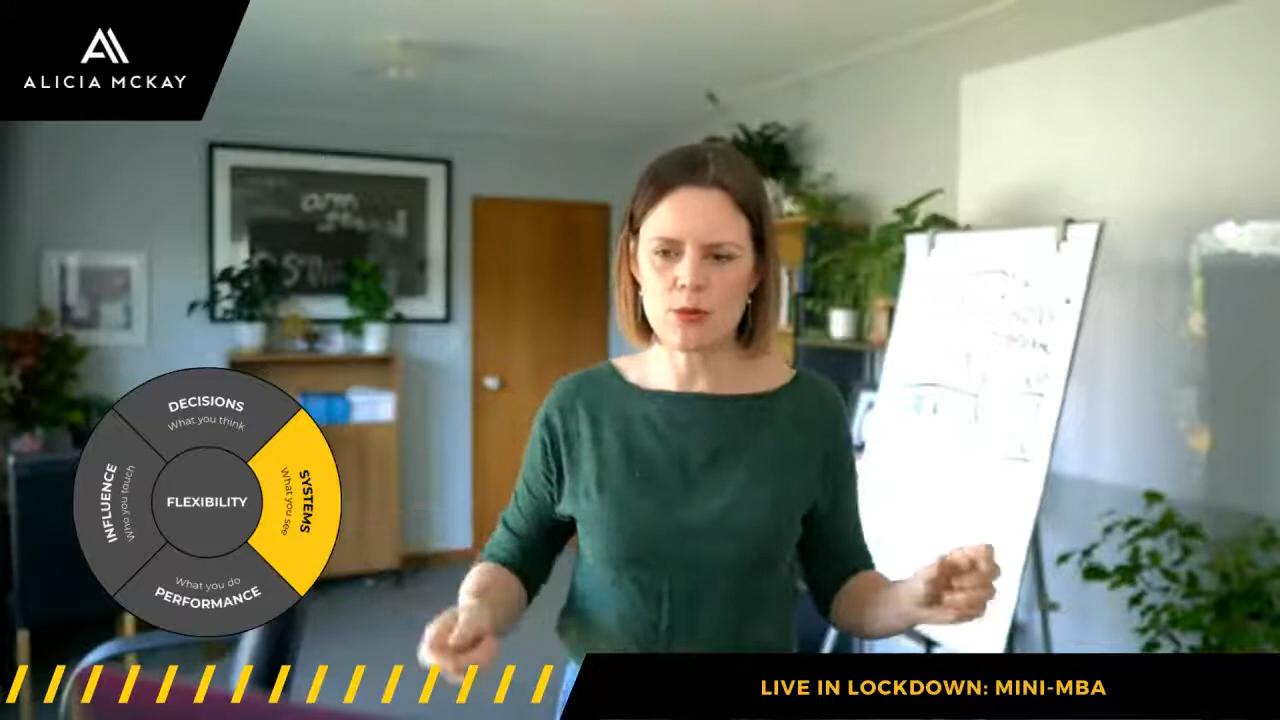 ALICIA MCKAY
am
DECISIONS
What you think
INFLUENCE
Who you touch
FLEXIBILITY
SYSTEMS
What you see
What you do
PERFORMANCE
LIVE IN LOCKDOWN: MINI-MBA